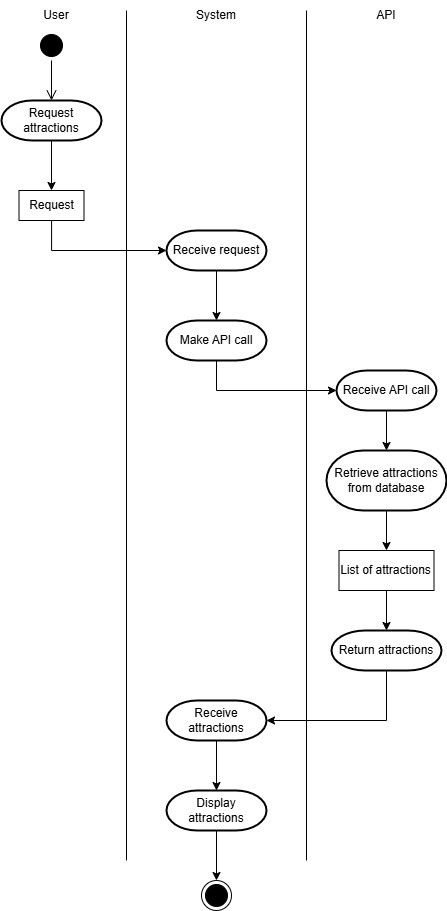 User
System
API
Request
attractions
Request
Receive request
Make API call
Receive API call
Retrieve attractions
from database
List of attractions
Return attractions
Receive
attractions
Display
attractions